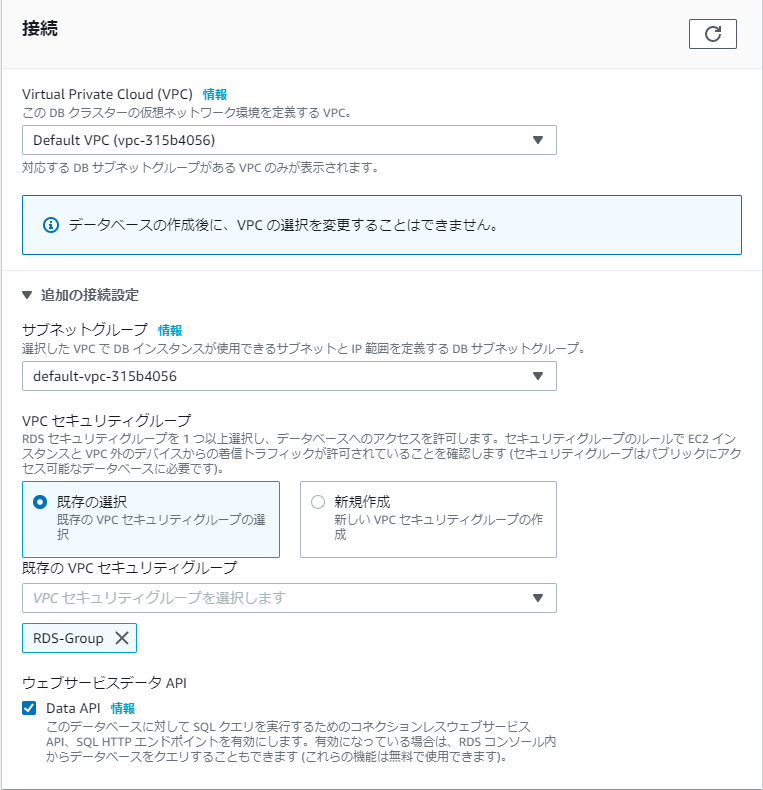 接続
Virtual Private Cloud (VPC) 情報
この DB クラスターの仮想ネットワーク環境を定義する VPC。
Default VPC (vpc-315b4056)
対応する DB サブネットグループがある VPC のみが表示されます。
データベースの作成後に、VPC の選択を変更することはできません。
追加の接続設定
サブネットグループ 情報
選択した VPC で DB インスタンスが使用できるサブネットと IP 範囲を定義する DB サブネットグループ。
default-vpc-315b4056
VPC セキュリティグループ
RDS セキュリティグループを 1 つ以上選択し、データベースへのアクセスを許可します。セキュリティグループのルールで EC2 イン
スタンスと VPC 外のデバイスからの着信トラフィックが許可されていることを確認します (セキュリティグループはパブリックにア
クセス可能なデータベースに必要です)。
既存の選択
既存の VPC セキュリティグループの選
択
新規作成
新しい VPC セキュリティグループの作
成
既存の VPC セキュリティグループ
VPC セキュリティグループを選択します
RDS-Group
ウェブサービスデータ API
Data API 情報
このデータベースに対して SQL クエリを実行するためのコネクションレスウェブサービス
API、SQL HTTP エンドポイントを有効にします。有効になっている場合は、RDS コンソール内
からデータベースをクエリすることもできます (これらの機能は無料で使用できます)。